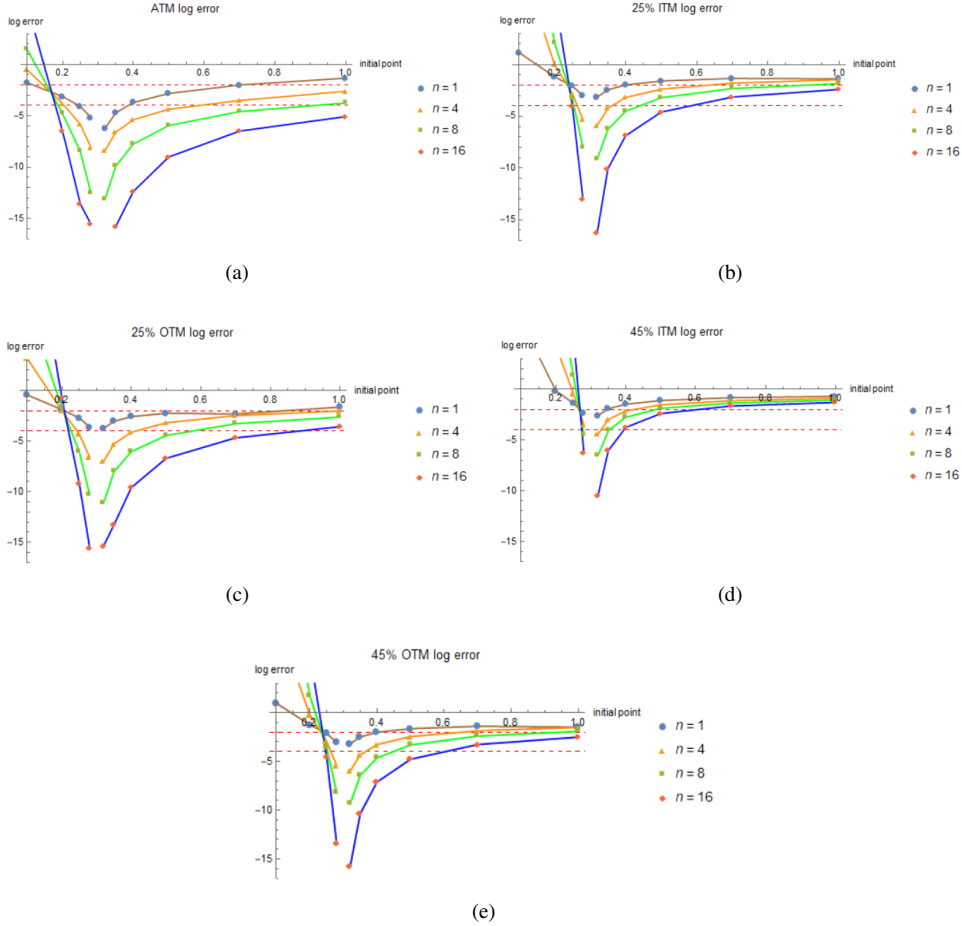 ATM log error
log error
initial point
0.2 0.4 0.6 0.8 1.0
-5
-10
-15
n = 1
n = 4
n = 8
n = 16
(a)
25% ITM log error
log error
initial point
0.2 0.4 0.6 0.8 1.0
-5
-10
-15
n = 1
n = 4
n = 8
n = 16
(b)
25% OTM log error
log error
initial point
0.2 0.4 0.6 0.8 1.0
-5
-10
-15
n = 1
n = 4
n = 8
n = 16
(c)
45% ITM log error
log error
initial point
0.2 0.4 0.6 0.8 1.0
-5
-10
-15
n = 1
n = 4
n = 8
n = 16
(d)
45% OTM log error
log error
initial point
0.2 0.4 0.6 0.8 1.0
-5
-10
-15
n = 1
n = 4
n = 8
n = 16
(e)